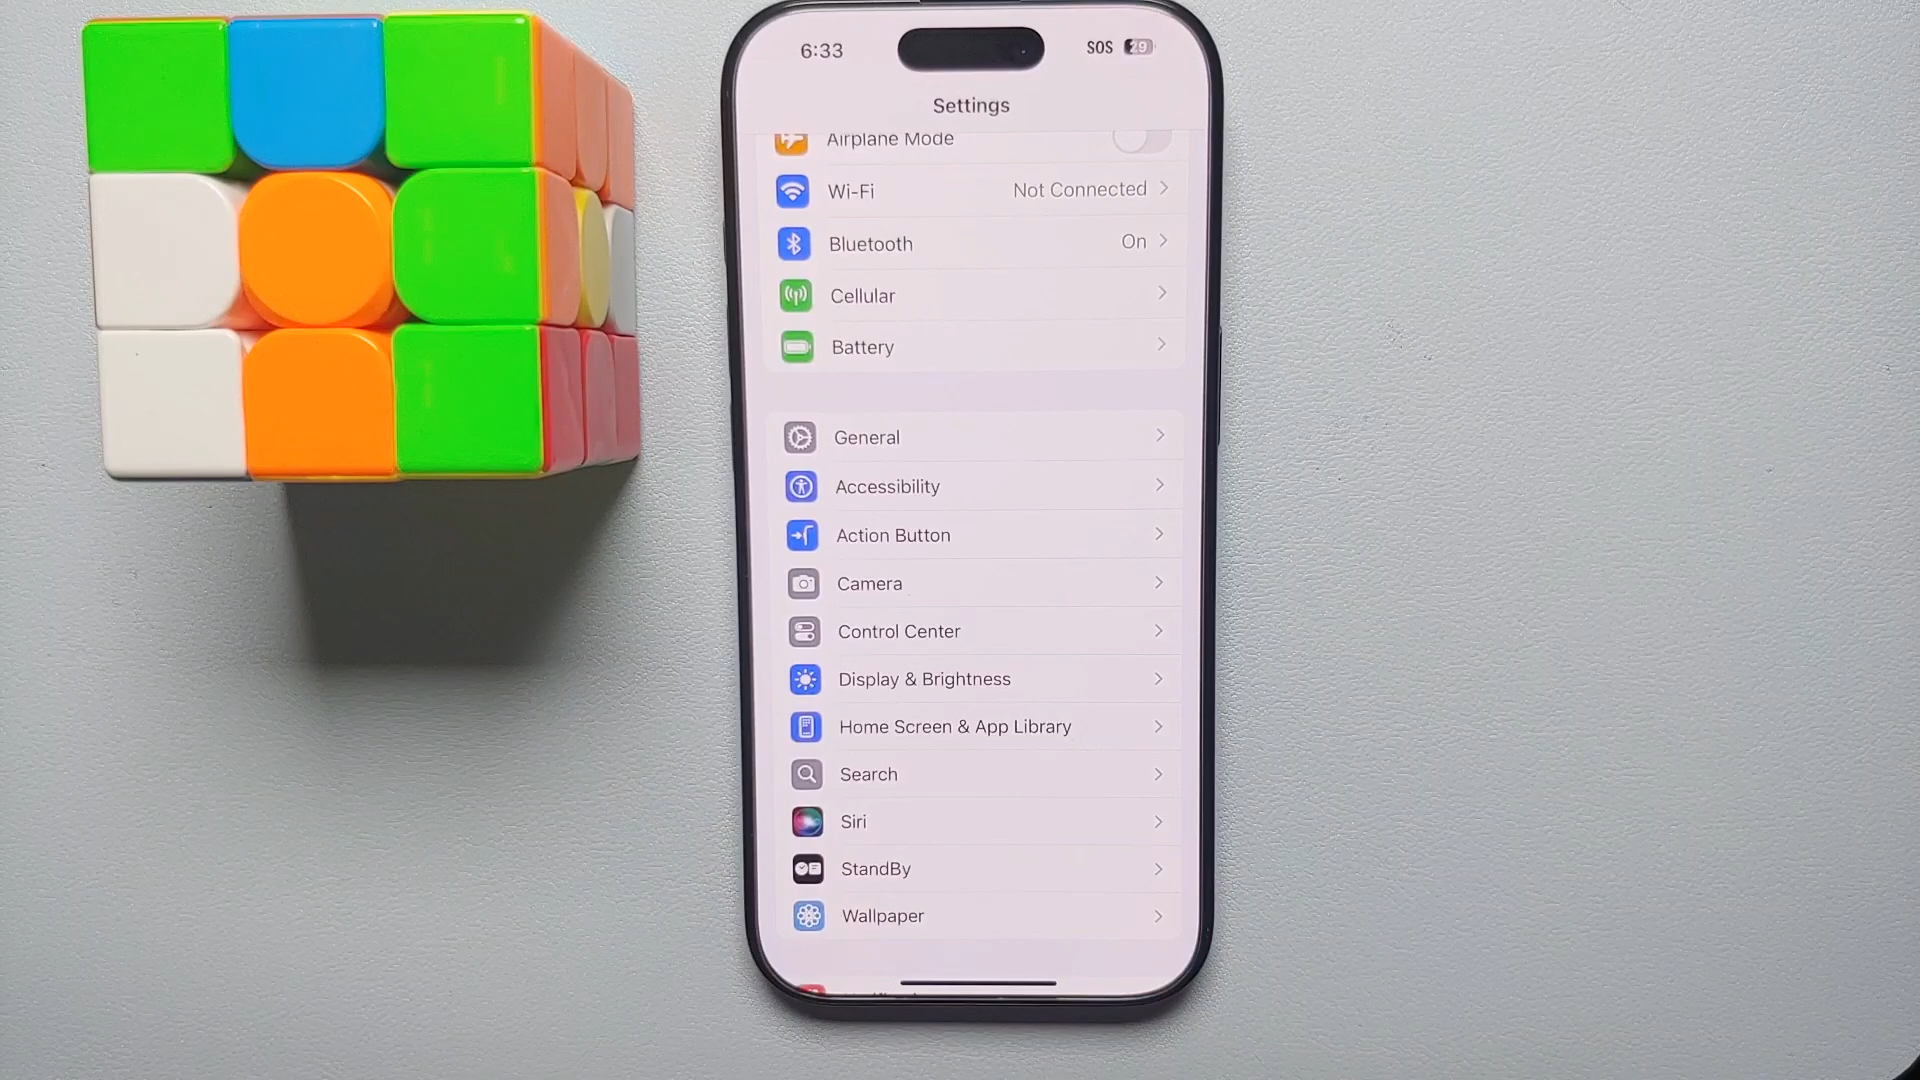 6:33
SOS 29
Settings
Airplane Mode
Wi-Fi Not Connected
Bluetooth On
Cellular
Battery
General
Accessibility
Action Button
Camera
Control Center
Display & Brightness
Home Screen & App Library
Search
Siri
StandBy
Wallpaper